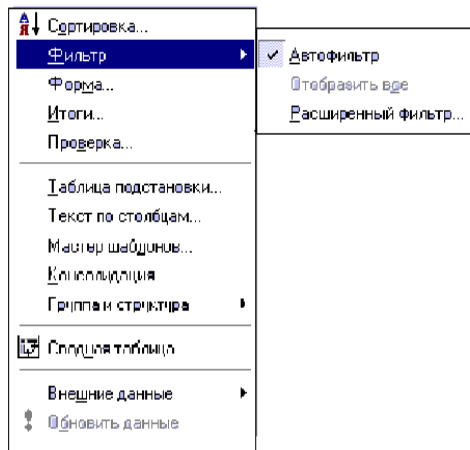 Сортировка...
Фильтр
Автофильтр
Отобразить все
Расширенный фильтр...
Форма...
Итоги...
Проверка...
Таблица подстановки...
Текст по столбцам...
Мастер шаблонов...
Консолидация
Группа и структура
Сводная таблица
Внешние данные
Обновить данные